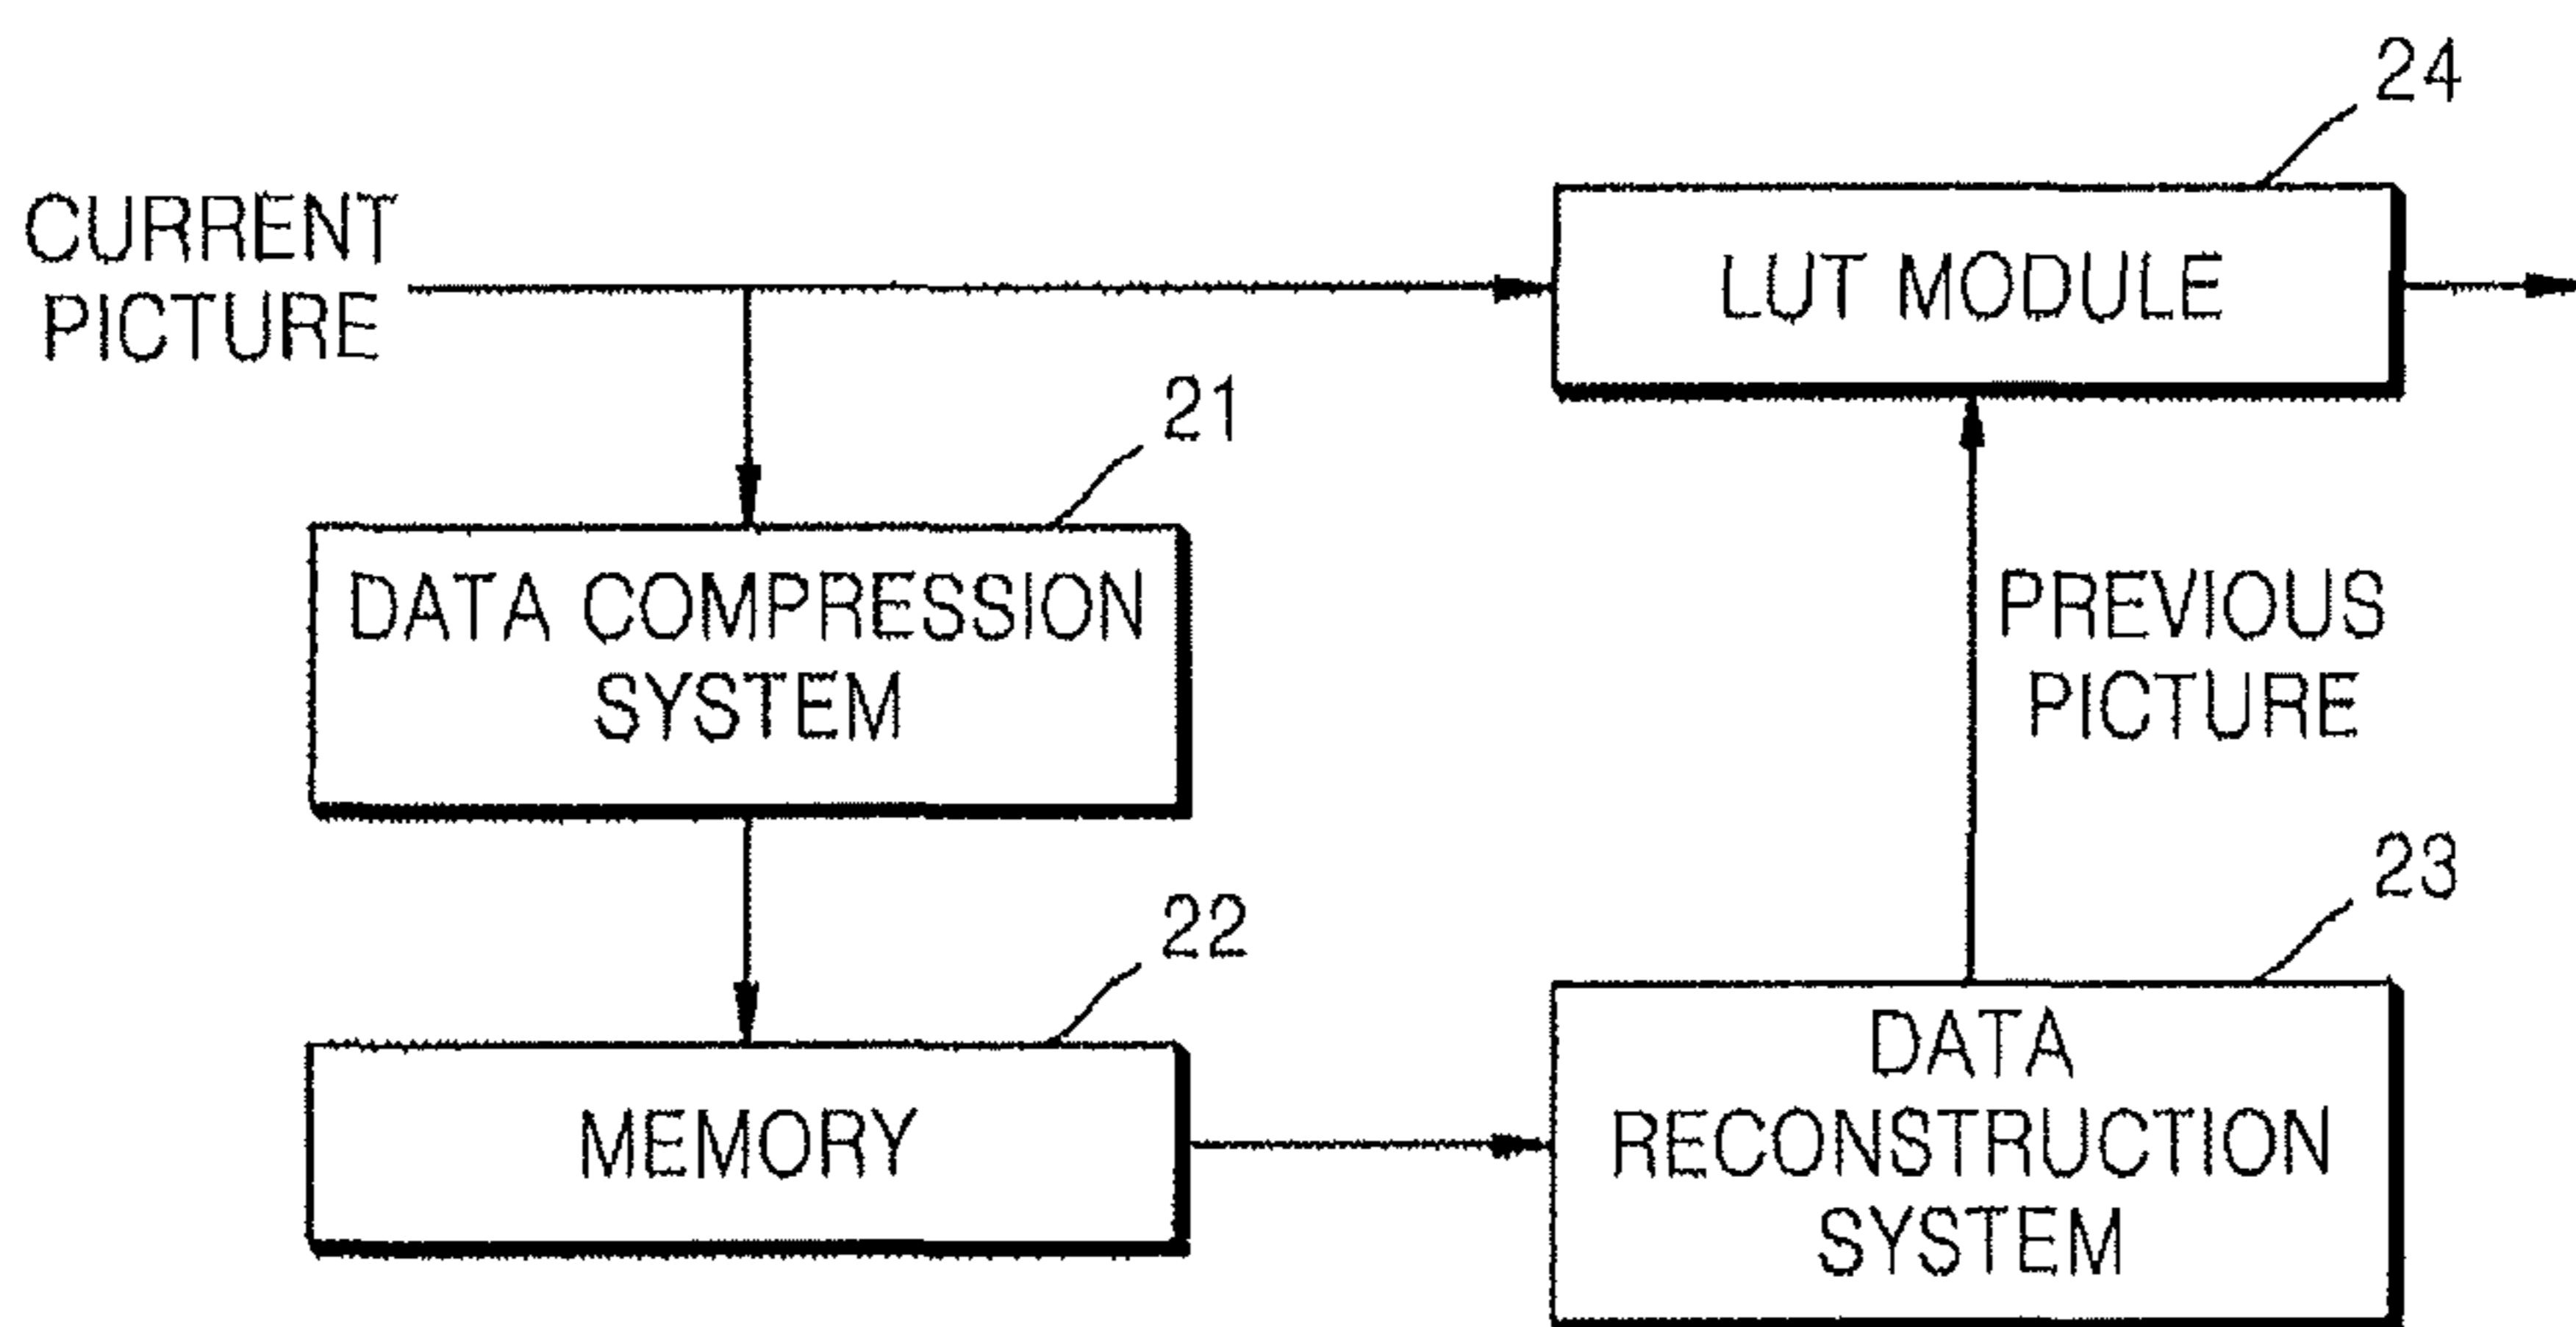 24
CURRENT
PICTURE
LUT MODULE
21
DATA COMPRESSION
SYSTEM
PREVIOUS
PICTURE
22
MEMORY
23
DATA
RECONSTRUCTION
SYSTEM